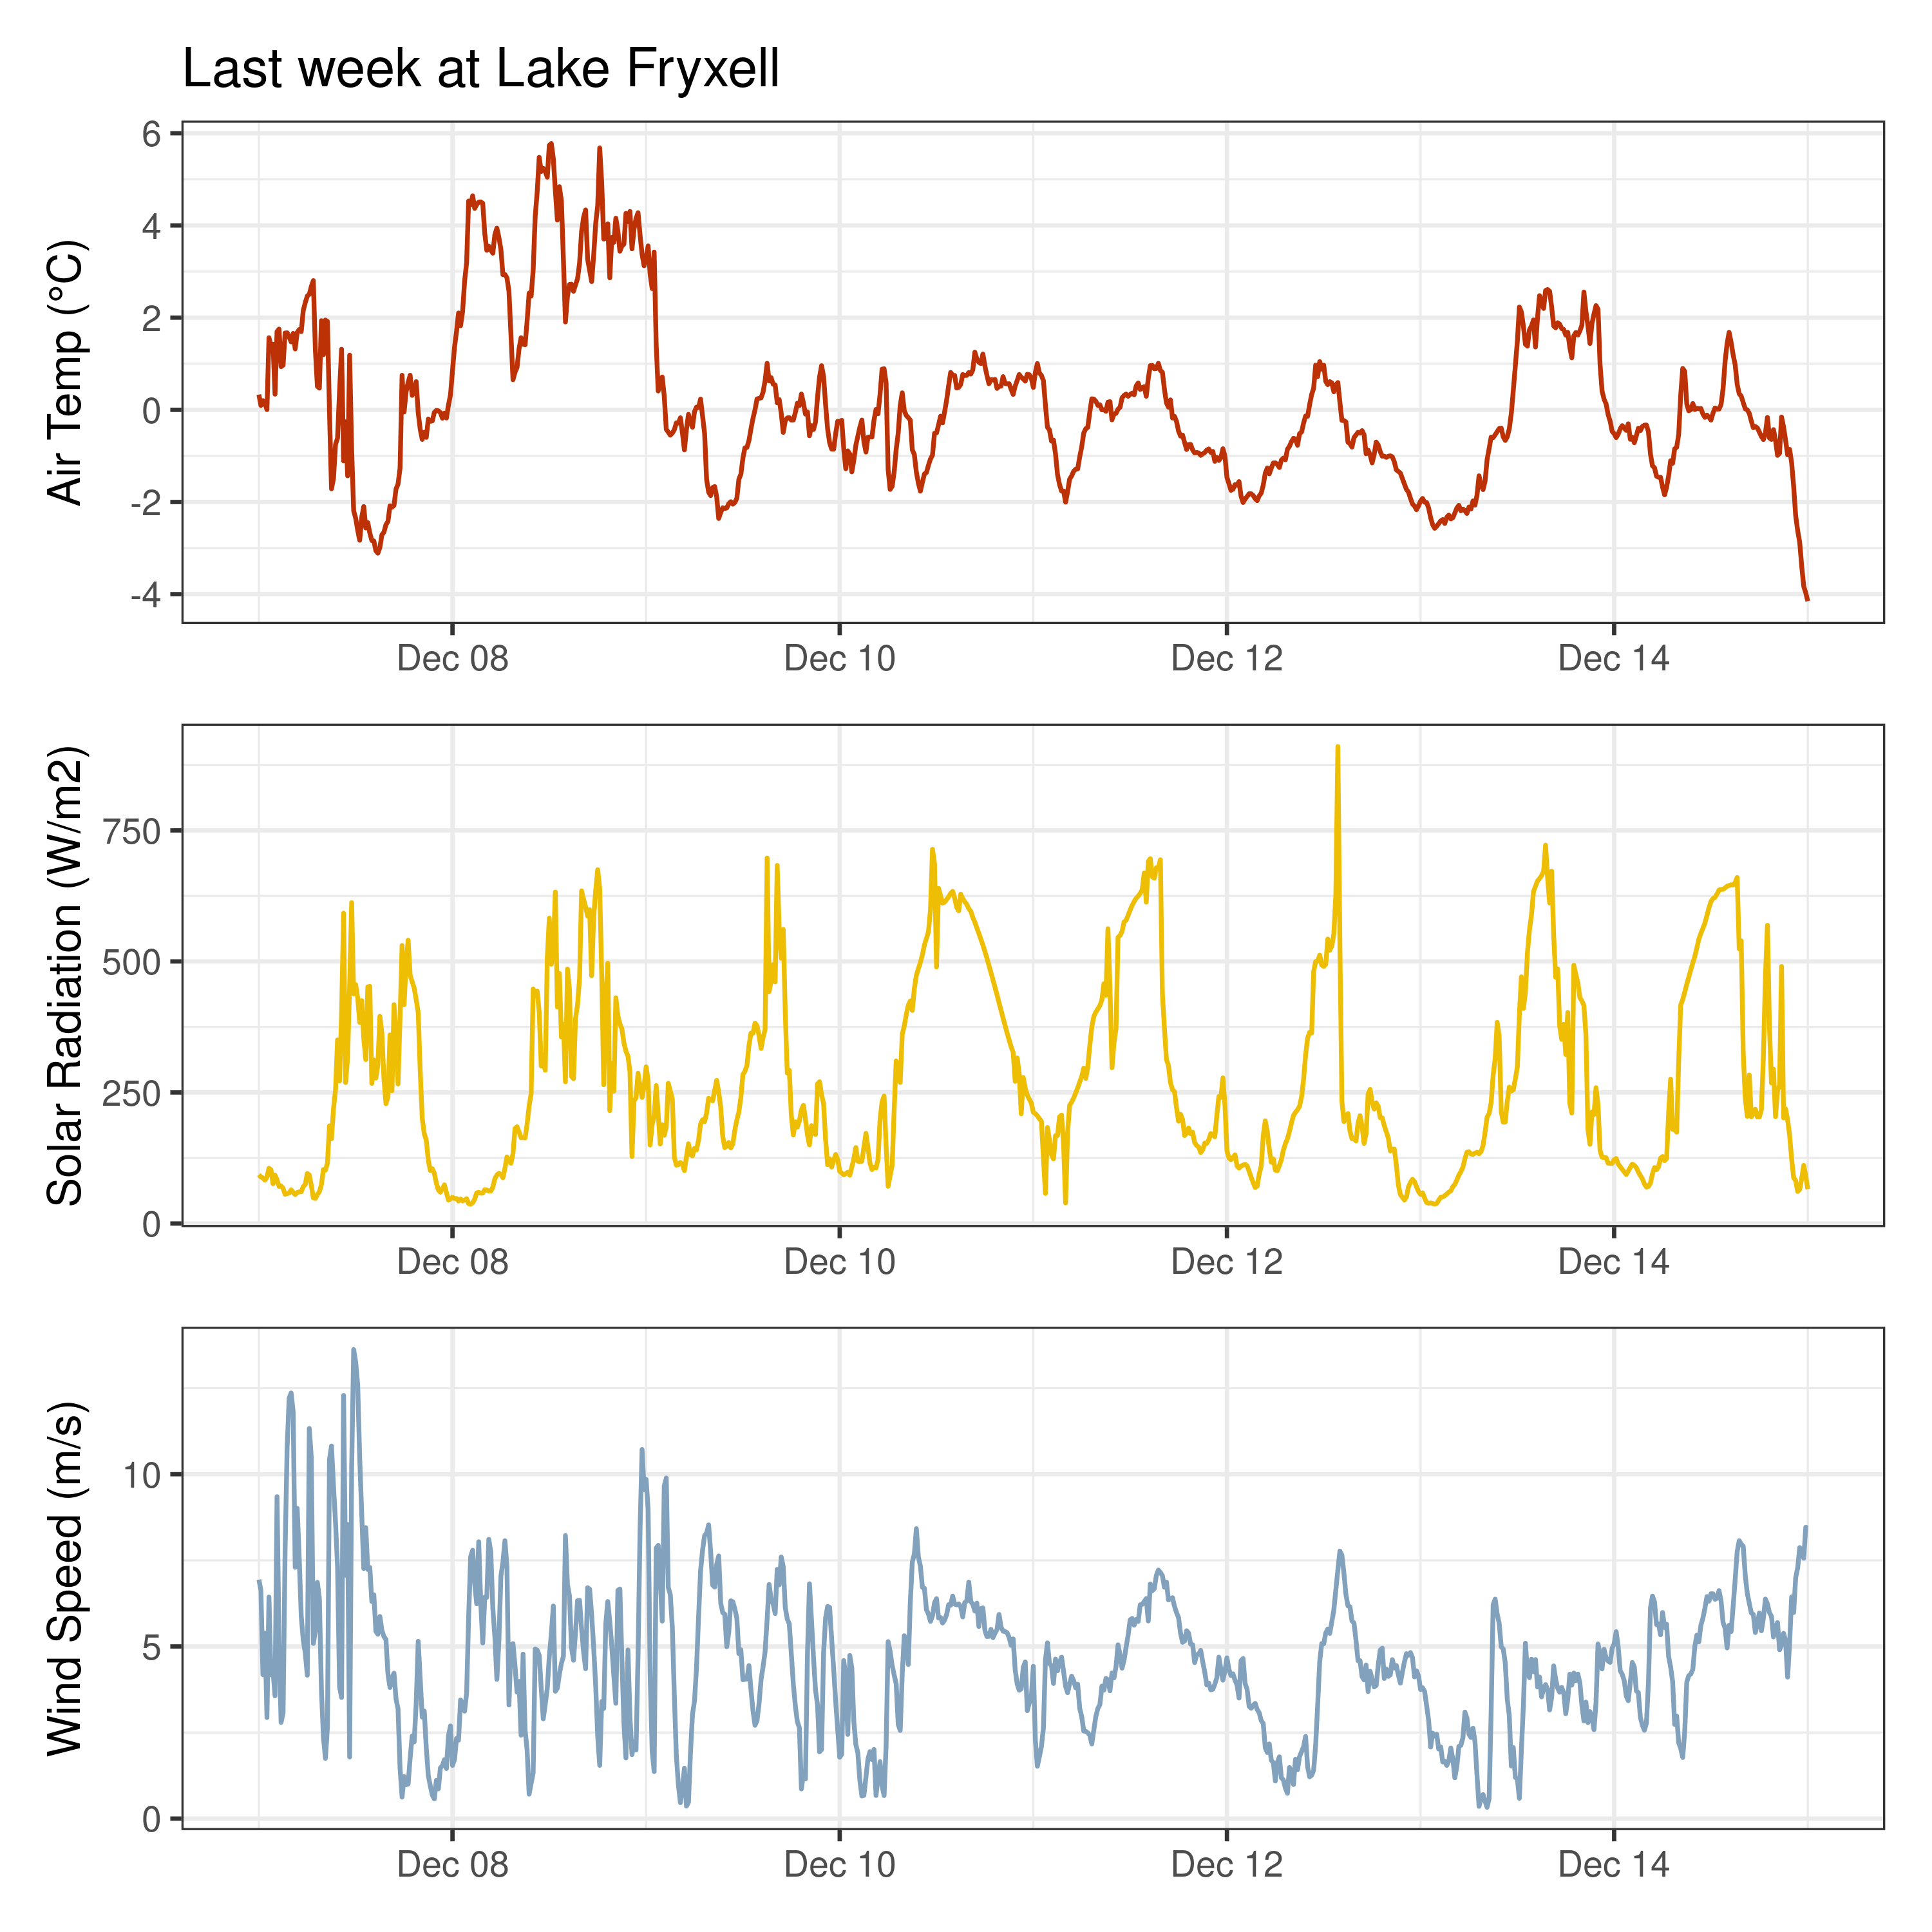 Last week at Lake Fryxell
Air Temp (°C)
6
4
2
0
-2
-4
Dec 08 Dec 10 Dec 12 Dec 14
Solar Radiation (W/m2)
750
500
250
0
Dec 08 Dec 10 Dec 12 Dec 14
Wind Speed (m/s)
10
5
0
Dec 08 Dec 10 Dec 12 Dec 14